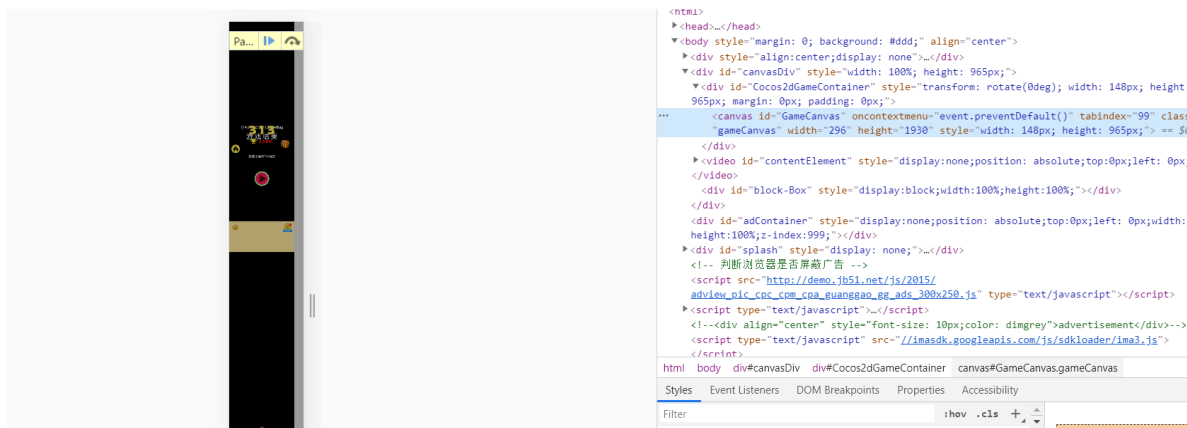 Pa...
313
<html>
<head>…</head>
<body style="margin: 0; background: #ddd;" align="center">
<div style="align:center;display: none">…</div>
<div id="canvasDiv" style="width: 100%; height: 965px;">
<div id="Cocos2dGameContainer" style="transform: rotate(0deg); width: 148px; height:
965px; margin: 0px; padding: 0px;">
<canvas id="GameCanvas" oncontextmenu="event.preventDefault()" tabindex="99" clas
"gameCanvas" width="296" height="1930" style="width: 148px; height: 965px;"> == $
</div>
<video id="contentElement" style="display:none;position: absolute;top:0px;left: 0px
</video>
<div id="block-Box" style="display:block;width:100%;height:100%;"></div>
</div>
<div id="adContainer" style="display:none;position: absolute;top:0px;left: 0px;width:
height:100%;z-index:999;"></div>
<div id="splash" style="display: none;">…</div>
<!-- 判断浏览器是否屏蔽广告 -->
<script src="http://demo.jb51.net/js/2015/
adview_pic_cpc_cpm_cpa_guanggao_gg_ads_300x250.js" type="text/javascript"></script>
<script type="text/javascript">…</script>
<!--<div align="center" style="font-size: 10px;color: dimgrey">advertisement</div>-->
<script type="text/javascript" src="//imasdk.googleapis.com/js/sdkloader/ima3.js">
</script>
html body div#canvasDiv div#Cocos2dGameContainer canvas#GameCanvas.gameCanvas
Styles Event Listeners DOM Breakpoints Properties Accessibility
Filter :hov .cls +